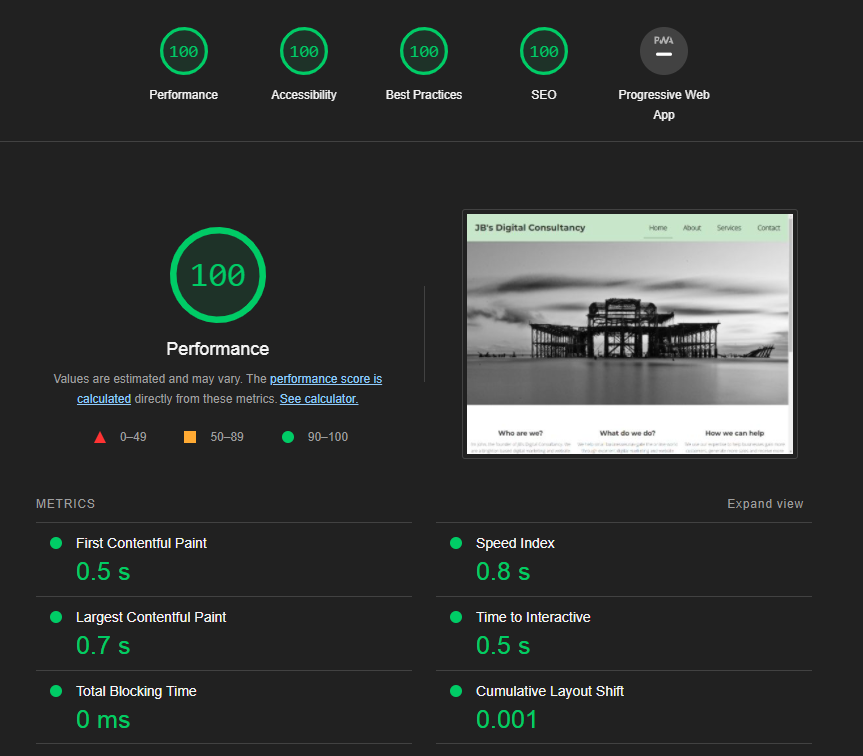 100
100
100
100
PWA
Performance
Accessibility
Best Practices
SEO
Progressive Web
App
100
Performance
Values are estimated and may vary. The performance score is
calculated directly from these metrics. See calculator.
0–49
50–89
90–100
JB's Digital Consultancy
Home
About
Services
Contact
Who are we?
What do we do?
How we can help
METRICS
Expand view
First Contentful Paint
0.5 s
Speed Index
0.8 s
Largest Contentful Paint
0.7 s
Time to Interactive
0.5 s
Total Blocking Time
0 ms
Cumulative Layout Shift
0.001